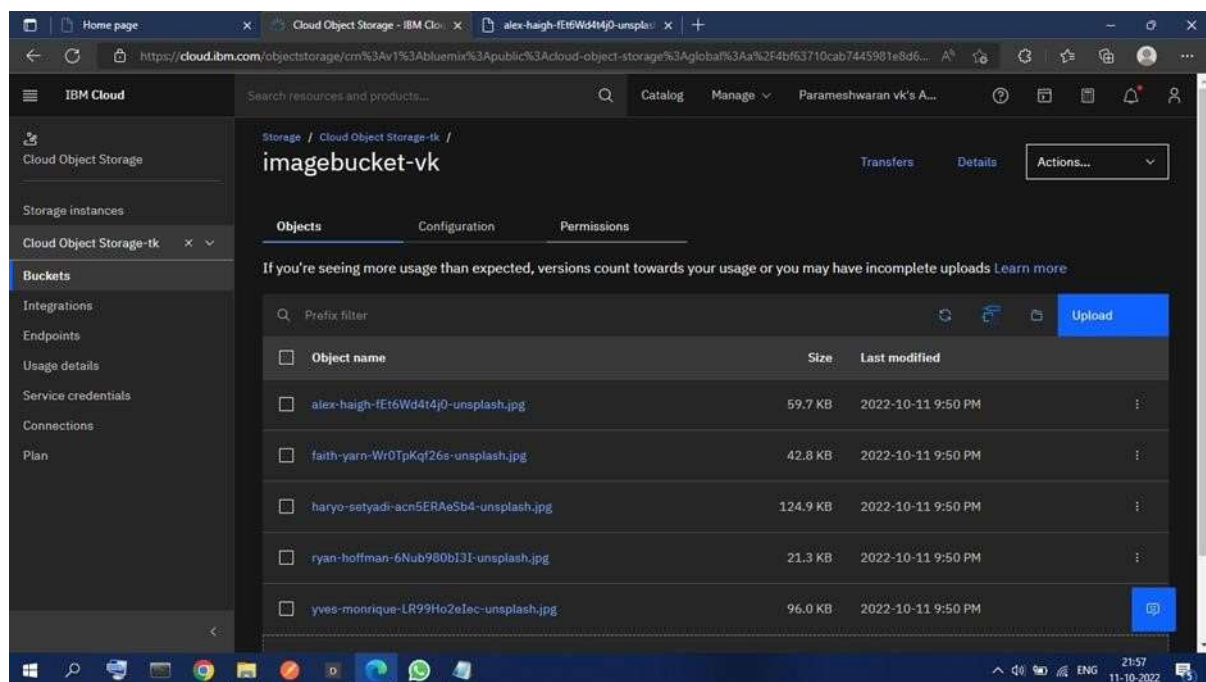 Home page
Cloud Object Storage - IBM Clou
alex-haigh-fEt6Wd4t4j0-unsplas
https://cloud.ibm.com/objectstorage/crn%3Av1%3Abluemix%3Apublic%3Acloud-object-storage%3Aglobal%3Aa%2F4bf63710cab7445981e8d6...
IBM Cloud
Search resources and products...
Catalog
Manage
Parameshwaran vk's A...
Cloud Object Storage
Storage instances
Cloud Object Storage-tk
Buckets
Integrations
Endpoints
Usage details
Service credentials
Connections
Plan
Storage / Cloud Object Storage-tk /
imagebucket-vk
Transfers
Details
Actions...
Objects
Configuration
Permissions
If you're seeing more usage than expected, versions count towards your usage or you may have incomplete uploads Learn more
Prefix filter
Upload
Object name Size Last modified
alex-haigh-fEt6Wd4t4j0-unsplash.jpg 59.7 KB 2022-10-11 9:50 PM
faith-yarn-Wr0TpKqf26s-unsplash.jpg 42.8 KB 2022-10-11 9:50 PM
haryo-setyadi-acn5ERAeSb4-unsplash.jpg 124.9 KB 2022-10-11 9:50 PM
ryan-hoffman-6Nub980bI3I-unsplash.jpg 21.3 KB 2022-10-11 9:50 PM
yves-monrique-LR99Ho2eIec-unsplash.jpg 96.0 KB 2022-10-11 9:50 PM
ENG
21:57
11-10-2022